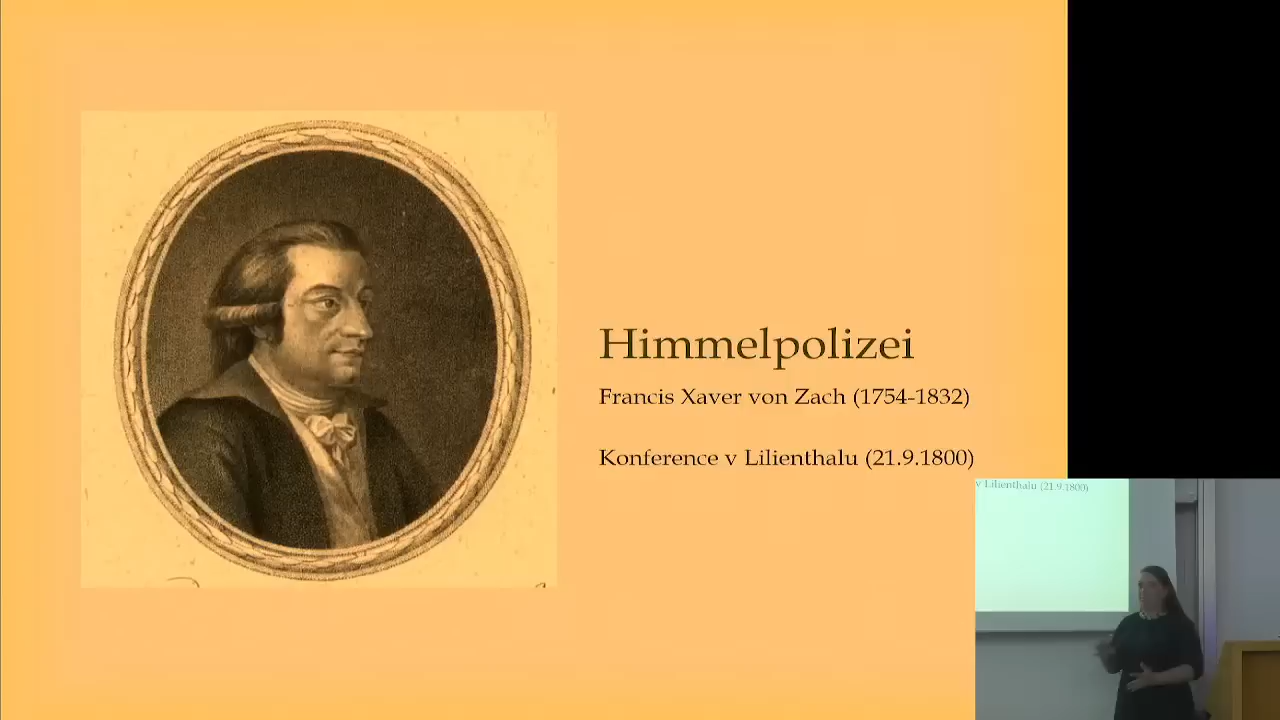 Himmelpolizei
Francis Xaver von Zach (1754-1832)
Konference v Lilienthalu (21.9.1800)
v Lilienthalu (21.9.1800)